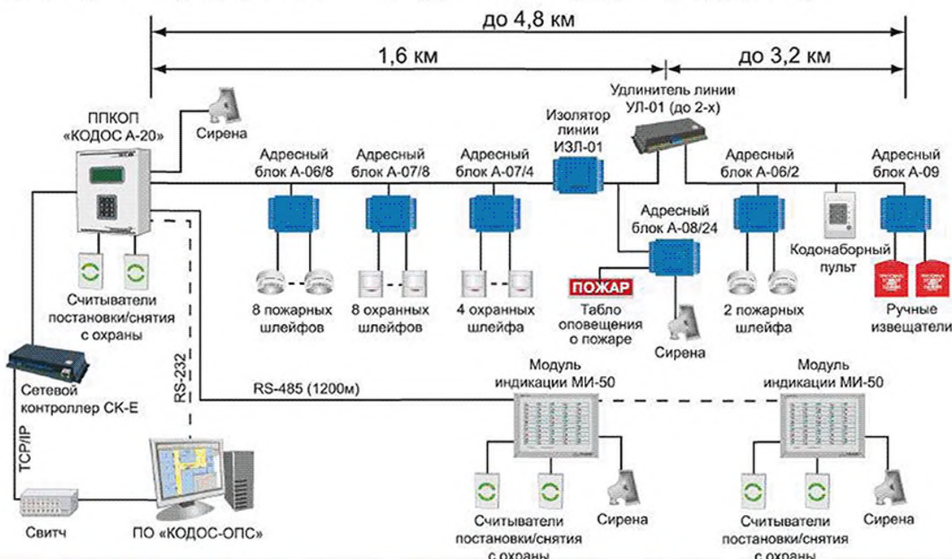 до 4,8 км
1,6 км
до 3,2 км
Удлинитель линии
УЛ-01 (до 2-х)
ППКОП
«КОДОС А-20»
Сирена
Изолятор
линии
ИЗЛ-01
Адресный
блок А-06/8
Адресный
блок А-07/8
Адресный
блок А-07/4
Адресный
блок А-06/2
Адресный
блок А-09
Адресный
блок А-08/24
Кодонаборный
пульт
Считыватели
постановки/снятия
с охраны
8 пожарных
шлейфов
8 охранных
шлейфов
4 охранных
шлейфа
ПОЖАР
Табло
оповещения
о пожаре
Сирена
2 пожарных
шлейфа
Ручные
извещатели
Сетевой
контроллер СК-Е
RS-232
RS-485 (1200м)
Модуль
индикации МИ-50
Модуль
индикации МИ-50
TCP/IP
Свитч
ПО «КОДОС-ОПС»
Считыватели
постановки/снятия
с охраны
Сирена
Считыватели
постановки/снятия
с охраны
Сирена